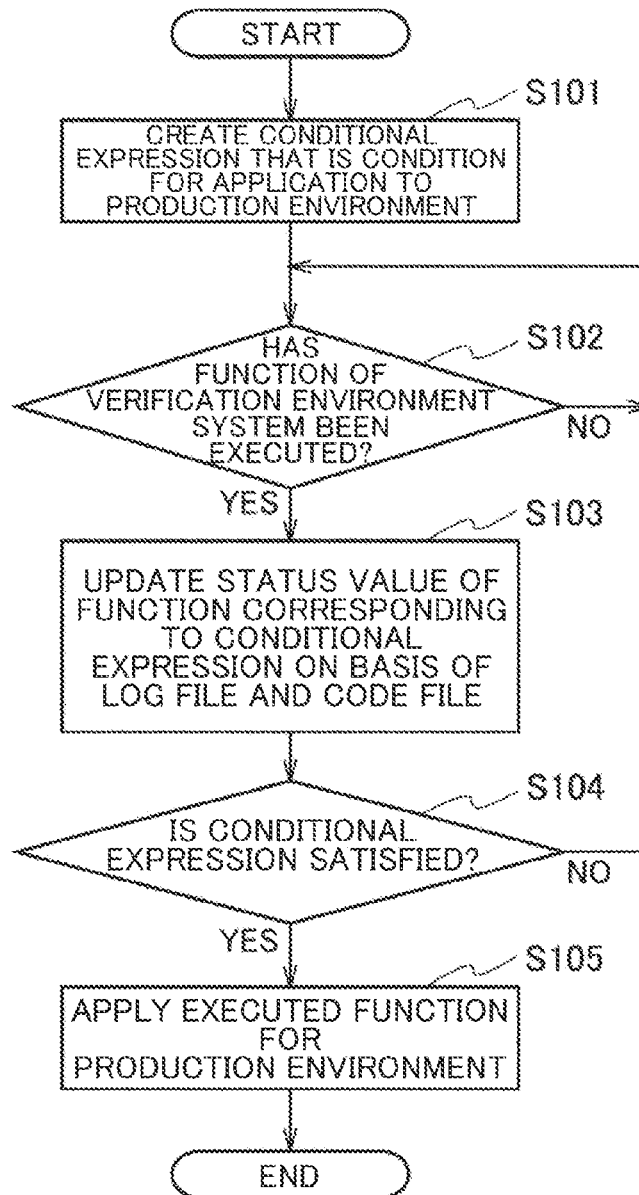 START
S101
CREATE CONDITIONAL
EXPRESSION THAT IS CONDITION
FOR APPLICATION TO
PRODUCTION ENVIRONMENT
S102
HAS
FUNCTION OF
VERIFICATION ENVIRONMENT
SYSTEM BEEN
EXECUTED?
NO
YES
S103
UPDATE STATUS VALUE OF
FUNCTION CORRESPONDING
TO CONDITIONAL
EXPRESSION ON BASIS OF
LOG FILE AND CODE FILE
S104
IS CONDITIONAL
EXPRESSION SATISFIED?
NO
YES
S105
APPLY EXECUTED FUNCTION
FOR
PRODUCTION ENVIRONMENT
END